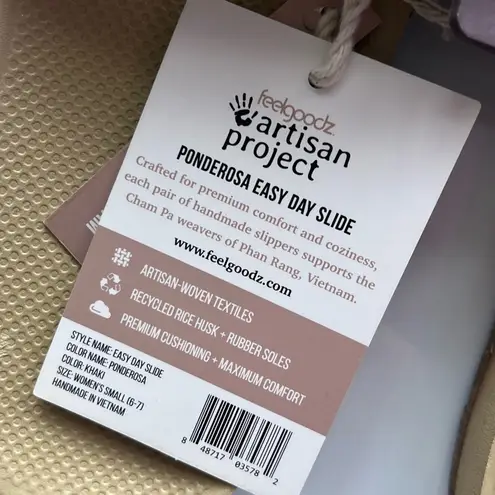 feelgoodz
artisan
project
PONDEROSA EASY DAY SLIDE
Crafted for premium comfort and coziness,
each pair of handmade slippers supports the
Cham Pa weavers of Phan Rang, Vietnam.
www.feelgoodz.com
ARTISAN-WOVEN TEXTILES
RECYCLED RICE HUSK + RUBBER SOLES
PREMIUM CUSHIONING + MAXIMUM COMFORT
STYLE NAME: EASY DAY SLIDE
COLOR NAME: PONDEROSA
COLOR: KHAKI
SIZE: WOMEN'S SMALL (6-7)
HANDMADE IN VIETNAM
8 48717 03578 2